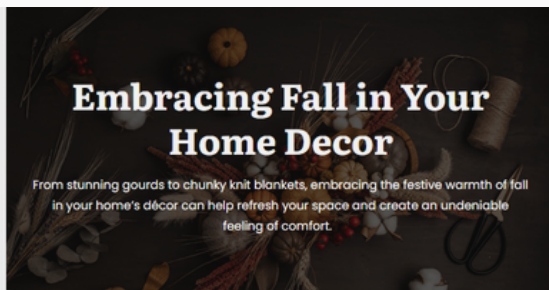 Embracing Fall in Your
Home Decor
From stunning gourds to chunky knit blankets, embracing the festive warmth of fall
in your home's décor can help refresh your space and create an undeniable
feeling of comfort.